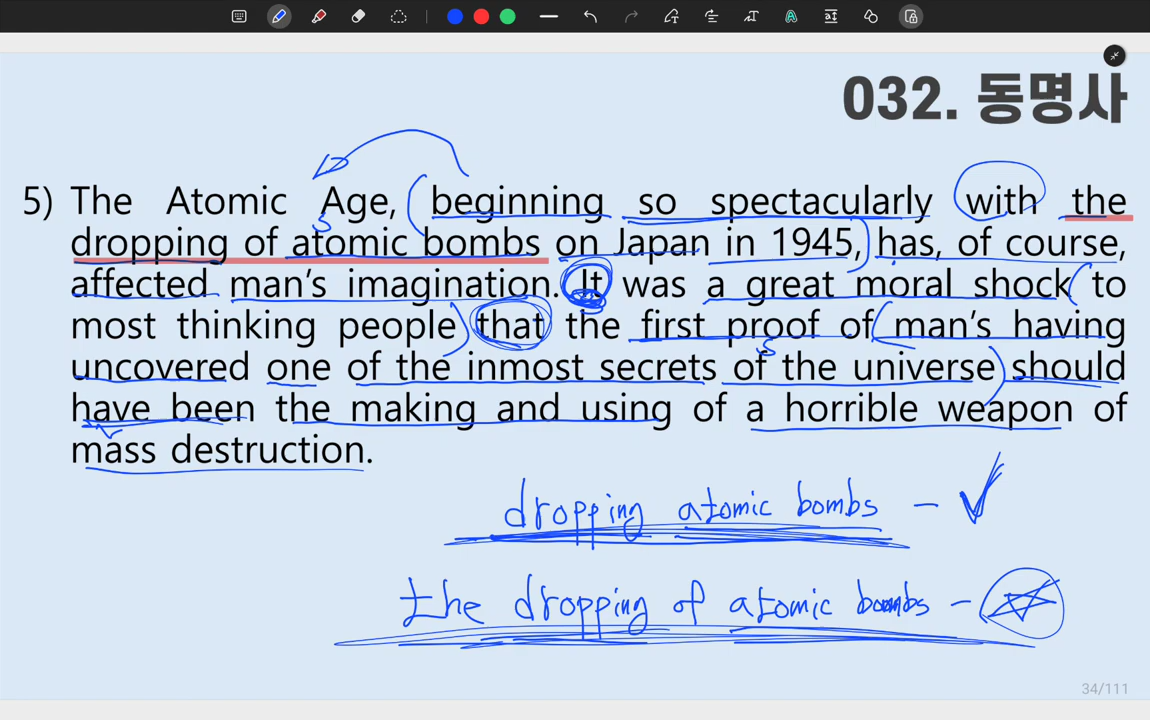 032. 동명사
5) The Atomic Age, beginning so spectacularly with the
dropping of atomic bombs on Japan in 1945, has, of course,
affected man's imagination. It was a great moral shock to
most thinking people that the first proof of man's having
uncovered one of the inmost secrets of the universe should
have been the making and using of a horrible weapon of
mass destruction.
dropping atomic bombs -
the dropping of atomic bombs -
34/111